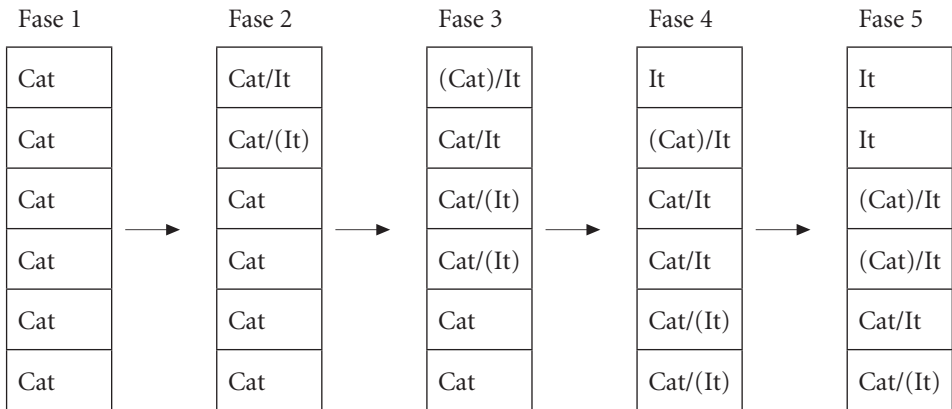 Fase 1 Fase 2 Fase 3 Fase 4 Fase 5
Cat Cat/It (Cat)/It It It
Cat Cat/(It) Cat/It (Cat)/It It
Cat Cat Cat/(It) Cat/It (Cat)/It
Cat Cat Cat/(It) Cat/It (Cat)/It
Cat Cat Cat Cat/(It) Cat/It
Cat Cat Cat Cat/(It) Cat/(It)